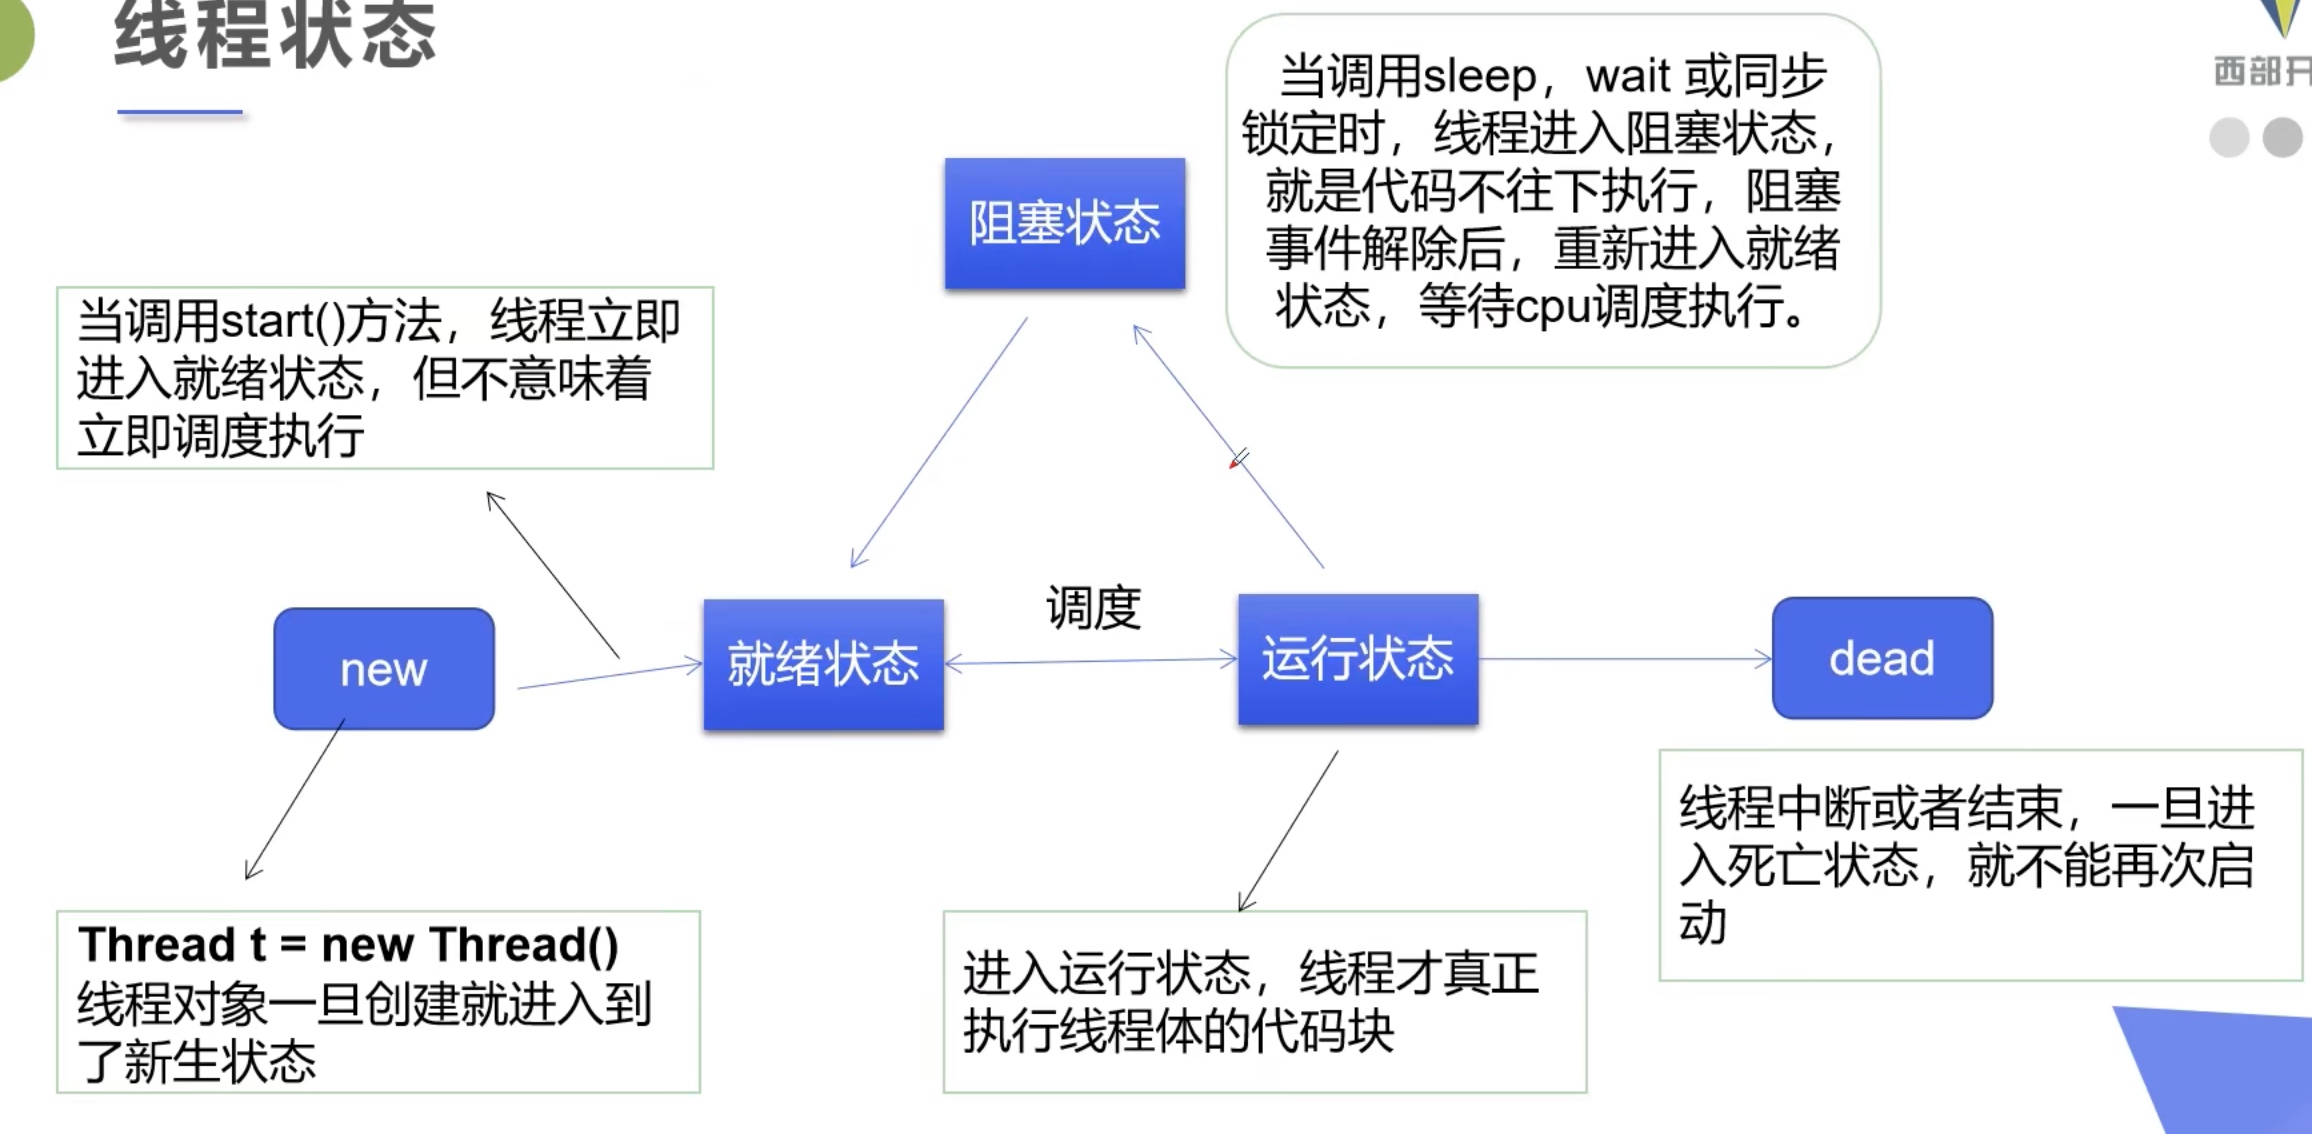 线程状态
西部开
当调用sleep，wait 或同步
锁定时，线程进入阻塞状态，
就是代码不往下执行，阻塞
事件解除后，重新进入就绪
状态，等待cpu调度执行。
阻塞状态
当调用start()方法，线程立即
进入就绪状态，但不意味着
立即调度执行
调度
new
就绪状态
运行状态
dead
线程中断或者结束，一旦进
入死亡状态，就不能再次启
动
Thread t = new Thread()
线程对象一旦创建就进入到
了新生状态
进入运行状态，线程才真正
执行线程体的代码块